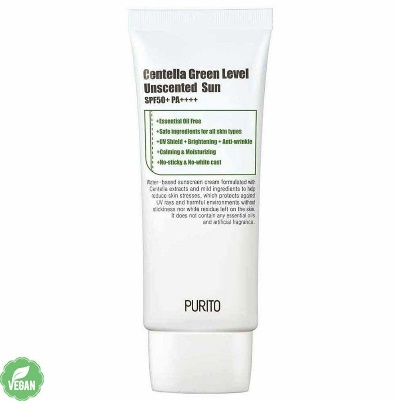 Centella Green Level
Unscented Sun
SPF50+ PA++++
+Essential Oil Free
+Safe ingredients for all skin types
+UV Shield + Brightening + Anti-wrinkle
+Calming & Moisturizing
+No-sticky & No-white cast
Water-based sunscreen cream formulated with
Centella extracts and mild ingredients to help
reduce skin stresses, which protects against
UV rays and harmful environments without
stickiness nor white residue left on the skin.
It does not contain any essential oils
and artificial fragrance.
PURITO
VEGAN